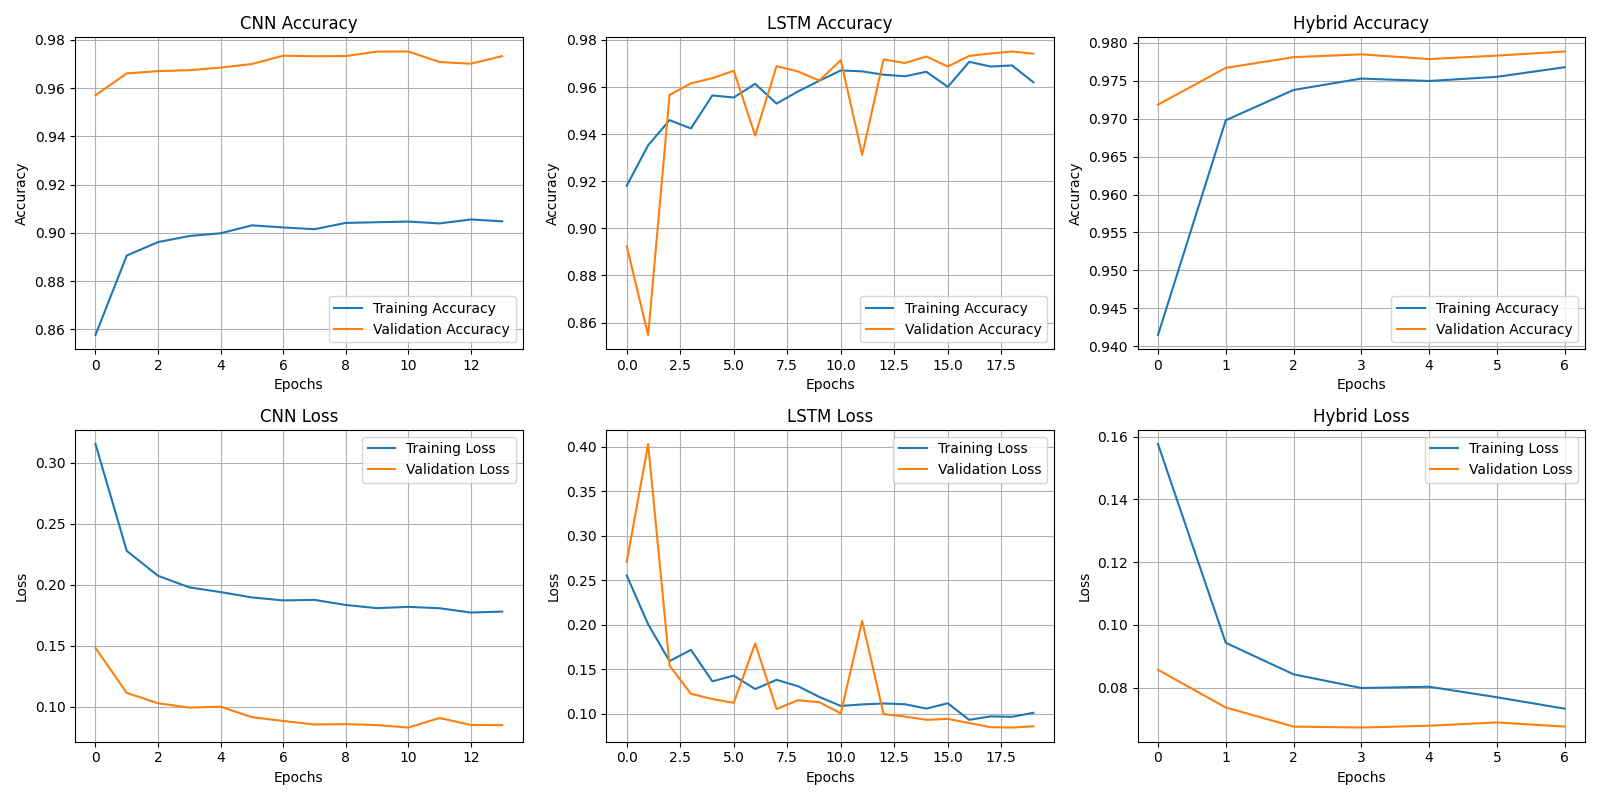 CNN Accuracy
0.98
0.96
0.94
0.92
0.90
0.88
0.86
Accuracy
Training Accuracy
Validation Accuracy
0 2 4 6 8 10 12
Epochs
LSTM Accuracy
0.98
0.96
0.94
0.92
0.90
0.88
0.86
Accuracy
Training Accuracy
Validation Accuracy
0.0 2.5 5.0 7.5 10.0 12.5 15.0 17.5
Epochs
Hybrid Accuracy
0.980
0.975
0.970
0.965
0.960
0.955
0.950
0.945
0.940
Accuracy
Training Accuracy
Validation Accuracy
0 1 2 3 4 5 6
Epochs
CNN Loss
0.30
0.25
0.20
0.15
0.10
Loss
Training Loss
Validation Loss
0 2 4 6 8 10 12
Epochs
LSTM Loss
0.40
0.35
0.30
0.25
0.20
0.15
0.10
Loss
Training Loss
Validation Loss
0.0 2.5 5.0 7.5 10.0 12.5 15.0 17.5
Epochs
Hybrid Loss
0.16
0.14
0.12
0.10
0.08
Loss
Training Loss
Validation Loss
0 1 2 3 4 5 6
Epochs